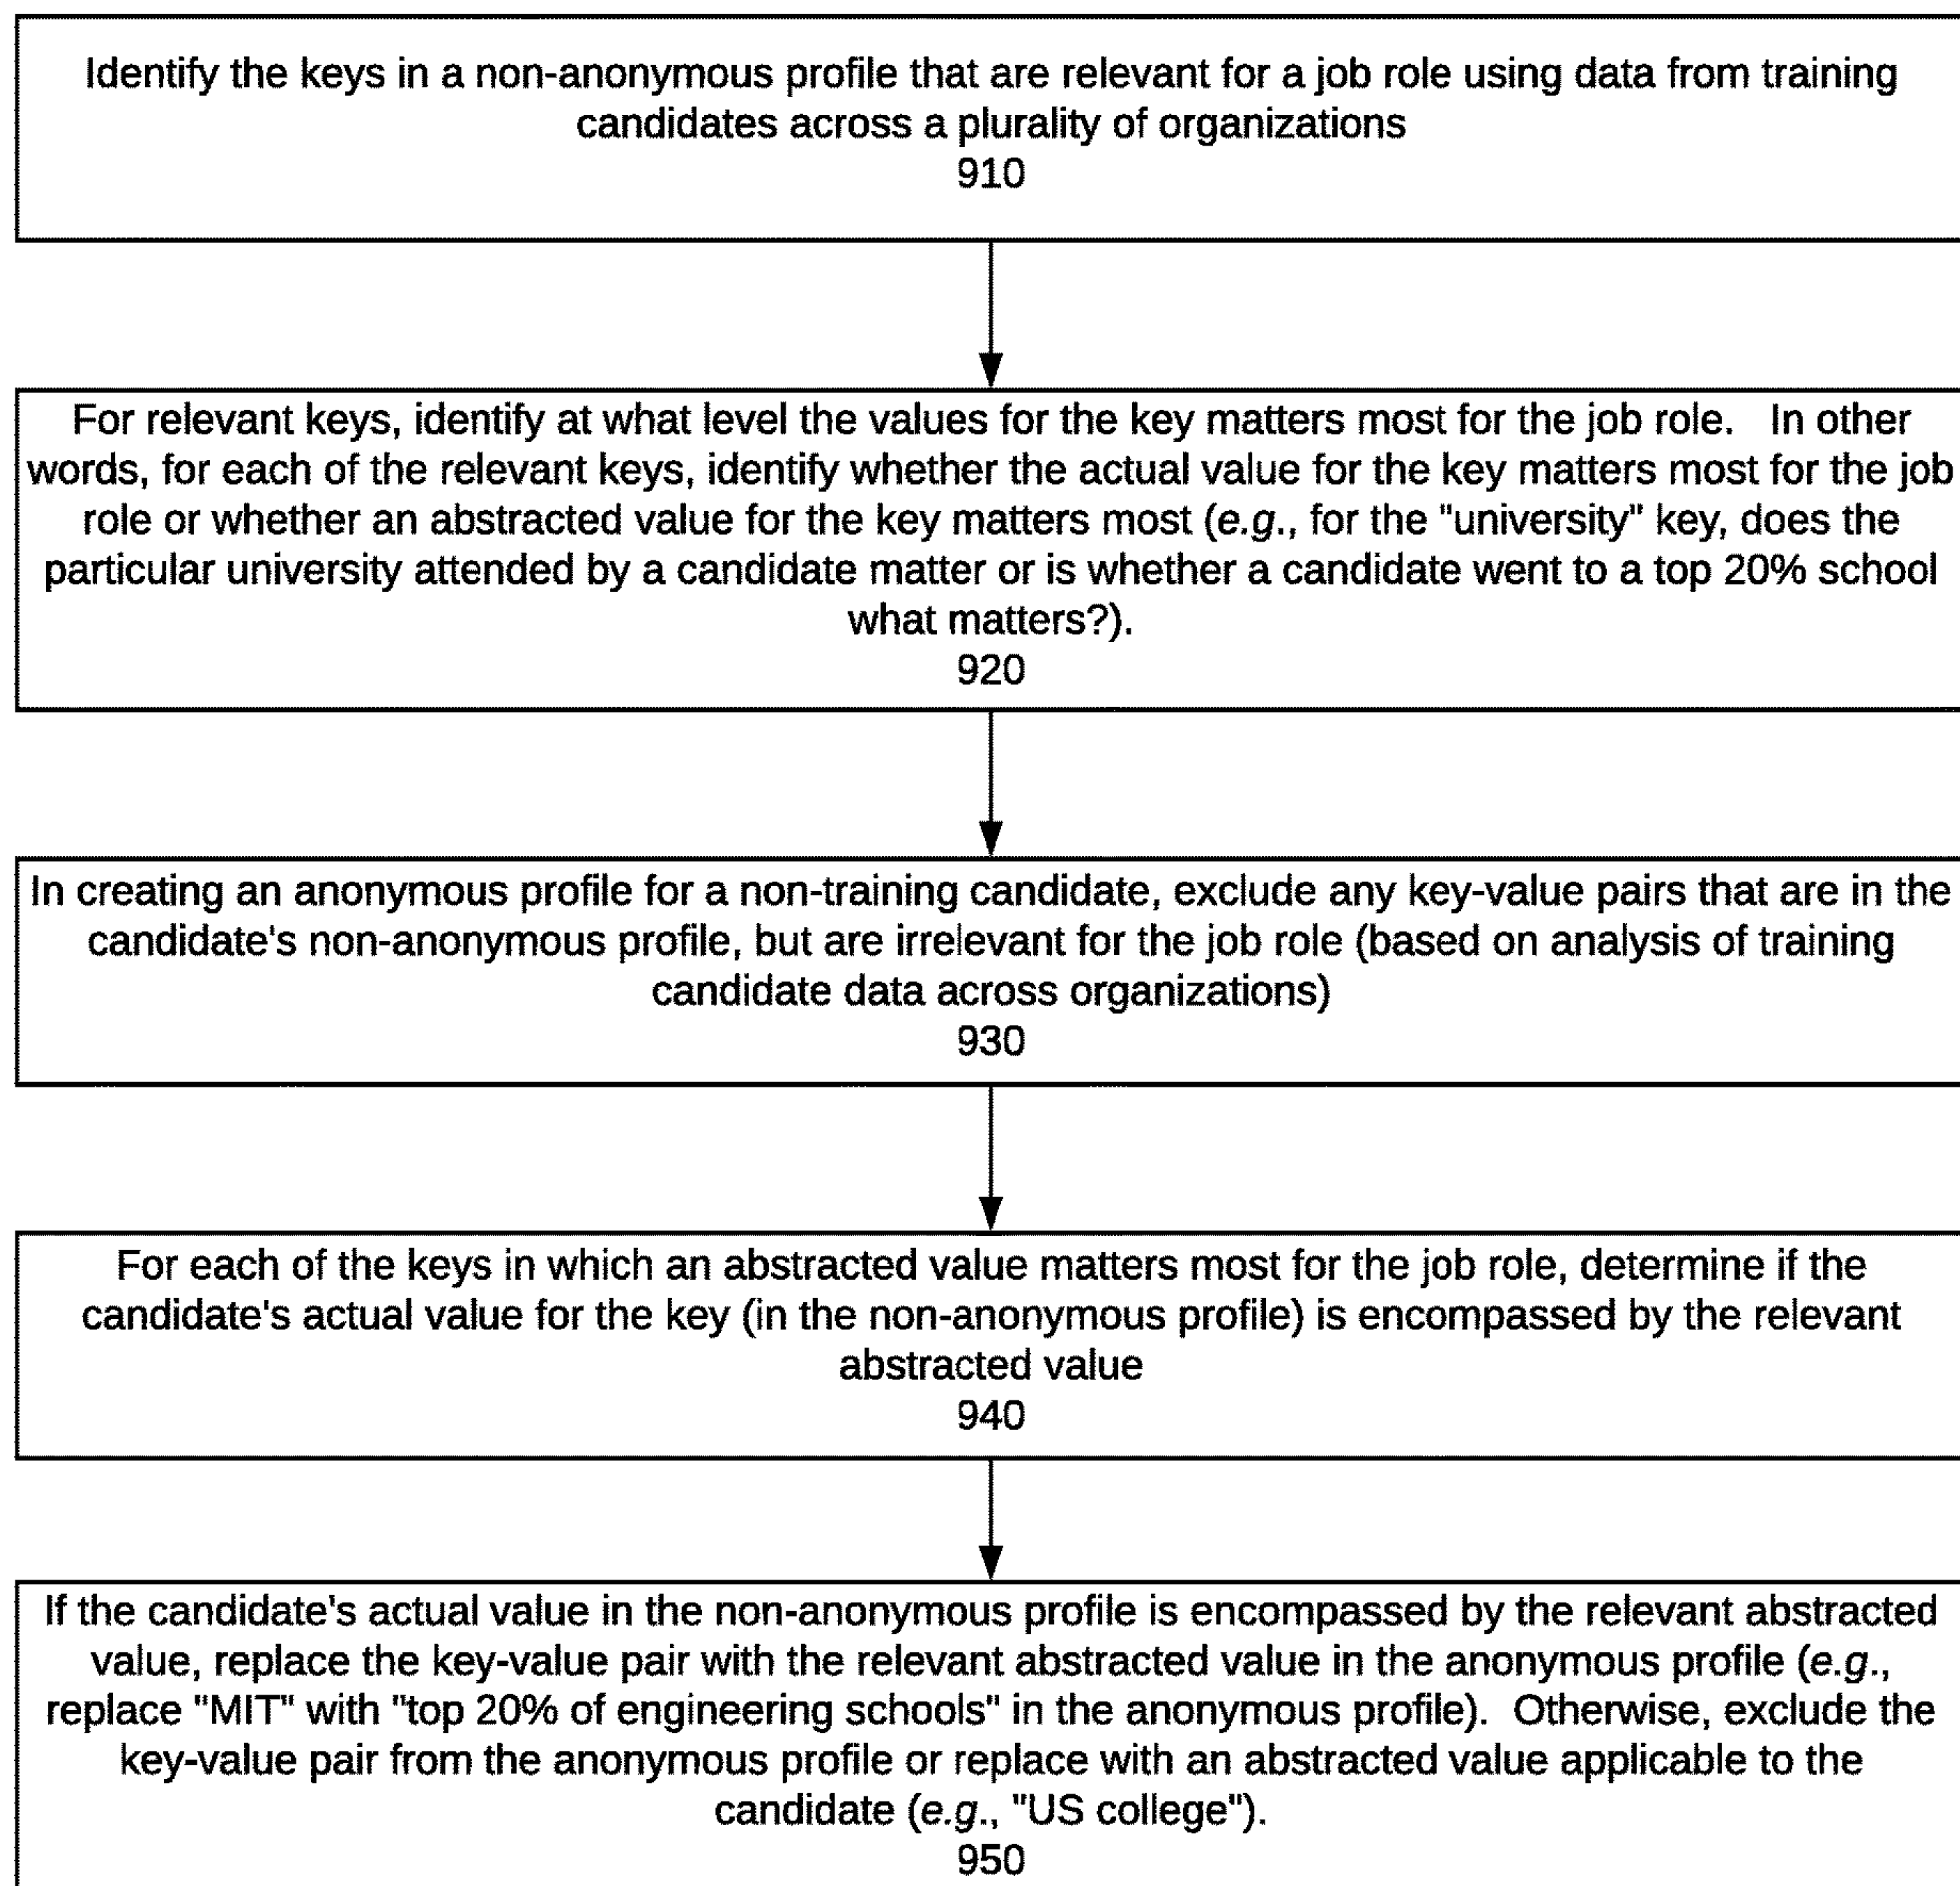 Identify the keys in a non-anonymous profile that are relevant for a job role using data from training
candidates across a plurality of organizations
910
For relevant keys, identify at what level the values for the key matters most for the job role.   In other
words, for each of the relevant keys, identify whether the actual value for the key matters most for the job
role or whether an abstracted value for the key matters most (e.g., for the "university" key, does the
particular university attended by a candidate matter or is whether a candidate went to a top 20% school
what matters?).
920
In creating an anonymous profile for a non-training candidate, exclude any key-value pairs that are in the
candidate's non-anonymous profile, but are irrelevant for the job role (based on analysis of training
candidate data across organizations)
930
For each of the keys in which an abstracted value matters most for the job role, determine if the
candidate's actual value for the key (in the non-anonymous profile) is encompassed by the relevant
abstracted value
940
If the candidate's actual value in the non-anonymous profile is encompassed by the relevant abstracted
value, replace the key-value pair with the relevant abstracted value in the anonymous profile (e.g.,
replace "MIT" with "top 20% of engineering schools" in the anonymous profile).  Otherwise, exclude the
key-value pair from the anonymous profile or replace with an abstracted value applicable to the
candidate (e.g., "US college").
950